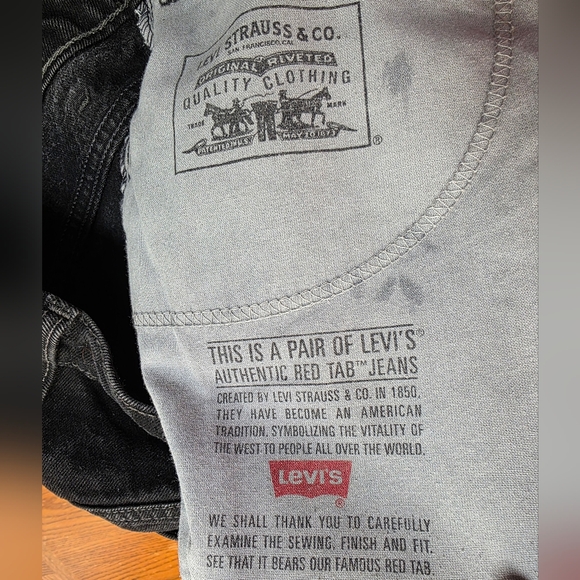 LEVI STRAUSS & CO.
SAN FRANCISCO, CAL.
ORIGINAL RIVETED
QUALITY CLOTHING
TRADE MARK
PATENTED IN U.S. MAY 20 1873
®
THIS IS A PAIR OF LEVI'S®
AUTHENTIC RED TAB™ JEANS
CREATED BY LEVI STRAUSS & CO. IN 1850,
THEY HAVE BECOME AN AMERICAN
TRADITION, SYMBOLIZING THE VITALITY OF
THE WEST TO PEOPLE ALL OVER THE WORLD.
LEVI'S
®
WE SHALL THANK YOU TO CAREFULLY
EXAMINE THE SEWING, FINISH AND FIT.
SEE THAT IT BEARS OUR FAMOUS RED TAB.